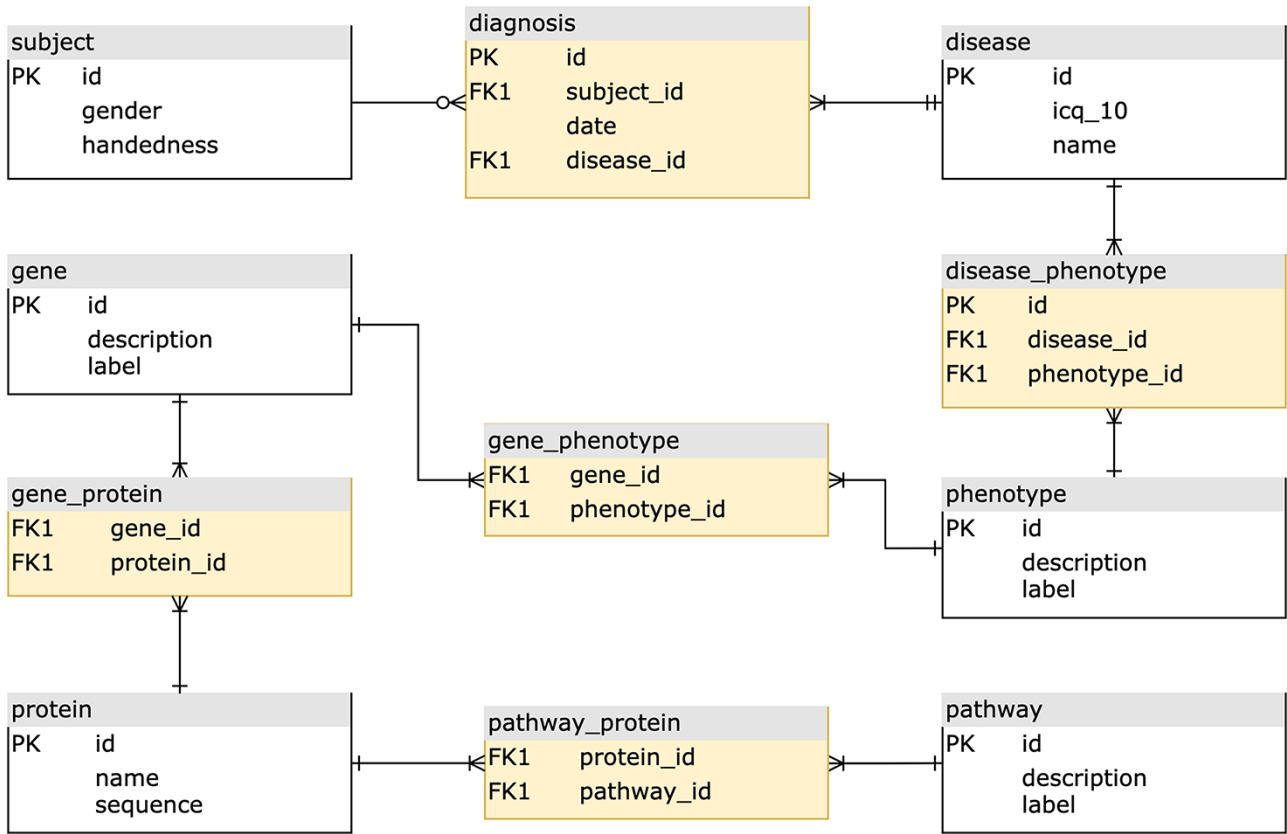 subject
PK id
gender
handedness
diagnosis
PK id
FK1 subject_id
date
FK1 disease_id
disease
PK id
icq_10
name
gene
PK id
description
label
disease_phenotype
PK id
FK1 disease_id
FK1 phenotype_id
gene_phenotype
FK1 gene_id
FK1 phenotype_id
gene_protein
FK1 gene_id
FK1 protein_id
phenotype
PK id
description
label
protein
PK id
name
sequence
pathway_protein
FK1 protein_id
FK1 pathway_id
pathway
PK id
description
label